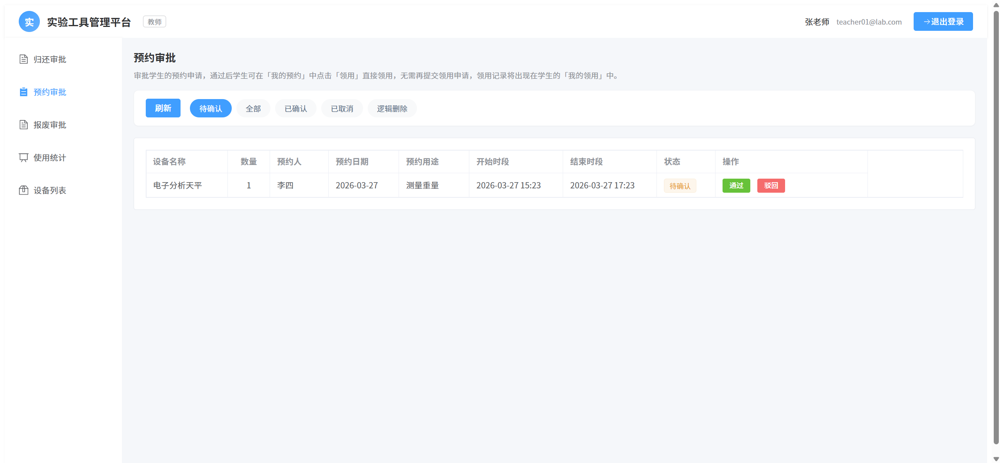 实 实验工具管理平台 教师 张老师 teacher01@lab.com 退出登录
归还审批
预约审批
报废审批
使用统计
设备列表
预约审批
审批学生的预约申请，通过后学生可在「我的预约」中点击「领用」直接领用，无需再提交领用申请，领用记录将出现在学生的「我的领用」中。
刷新 待确认 全部 已确认 已取消 逻辑删除
设备名称 数量 预约人 预约日期 预约用途 开始时段 结束时段 状态 操作
电子分析天平 1 李四 2026-03-27 测量重量 2026-03-27 15:23 2026-03-27 17:23 待确认 通过 驳回